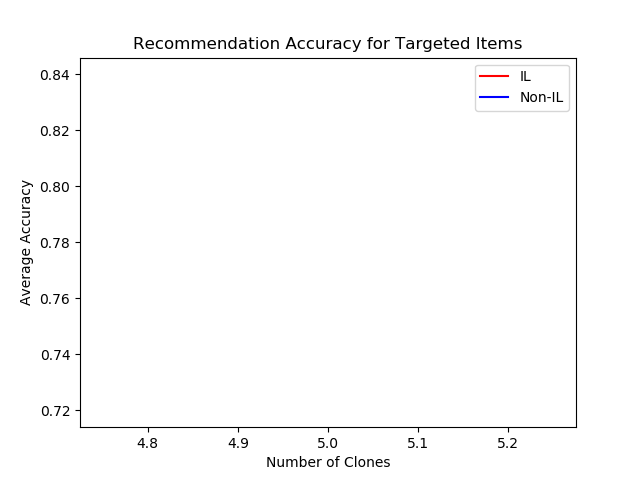 Recommendation Accuracy for Targeted Items
IL
Non-IL
Average Accuracy
0.84
0.82
0.80
0.78
0.76
0.74
0.72
4.8 4.9 5.0 5.1 5.2
Number of Clones